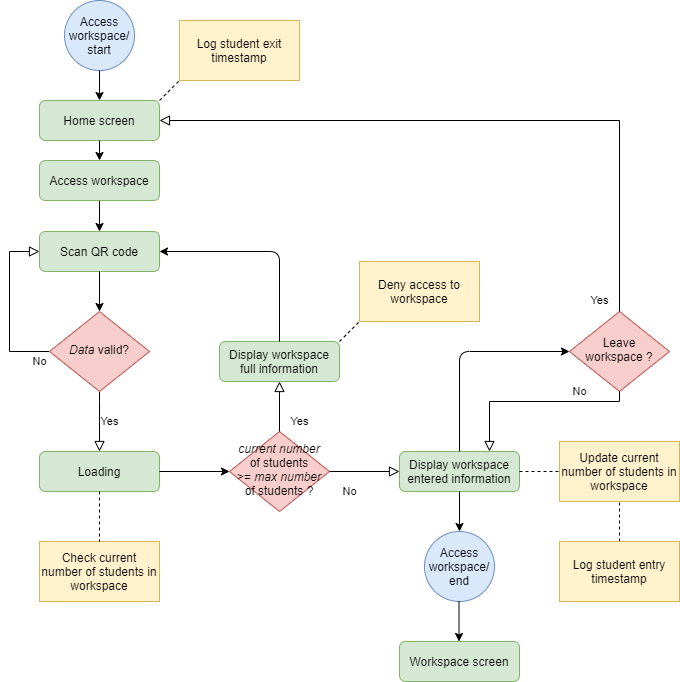 Access
workspace/
start
Log student exit
timestamp
Home screen
Access workspace
Scan QR code
Deny access to
workspace
Yes
Data valid?
No
Display workspace
full information
Leave
workspace ?
No
Yes
Yes
current number
of students
>= max number
of students ?
No
Loading
Display workspace
entered information
Update current
number of students in
workspace
Check current
number of students in
workspace
Access
workspace/
end
Log student entry
timestamp
Workspace screen